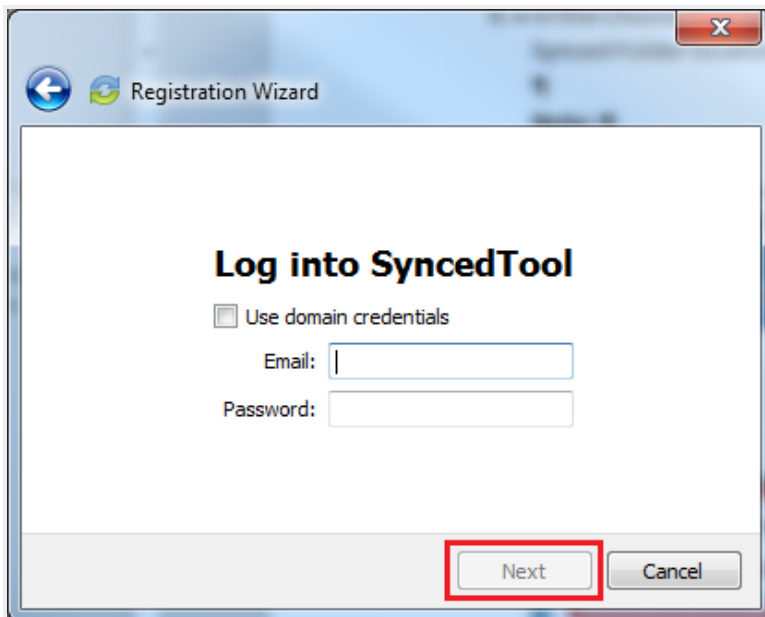 Registration Wizard
Log into SyncedTool
Use domain credentials
Email:
Password:
Next
Cancel